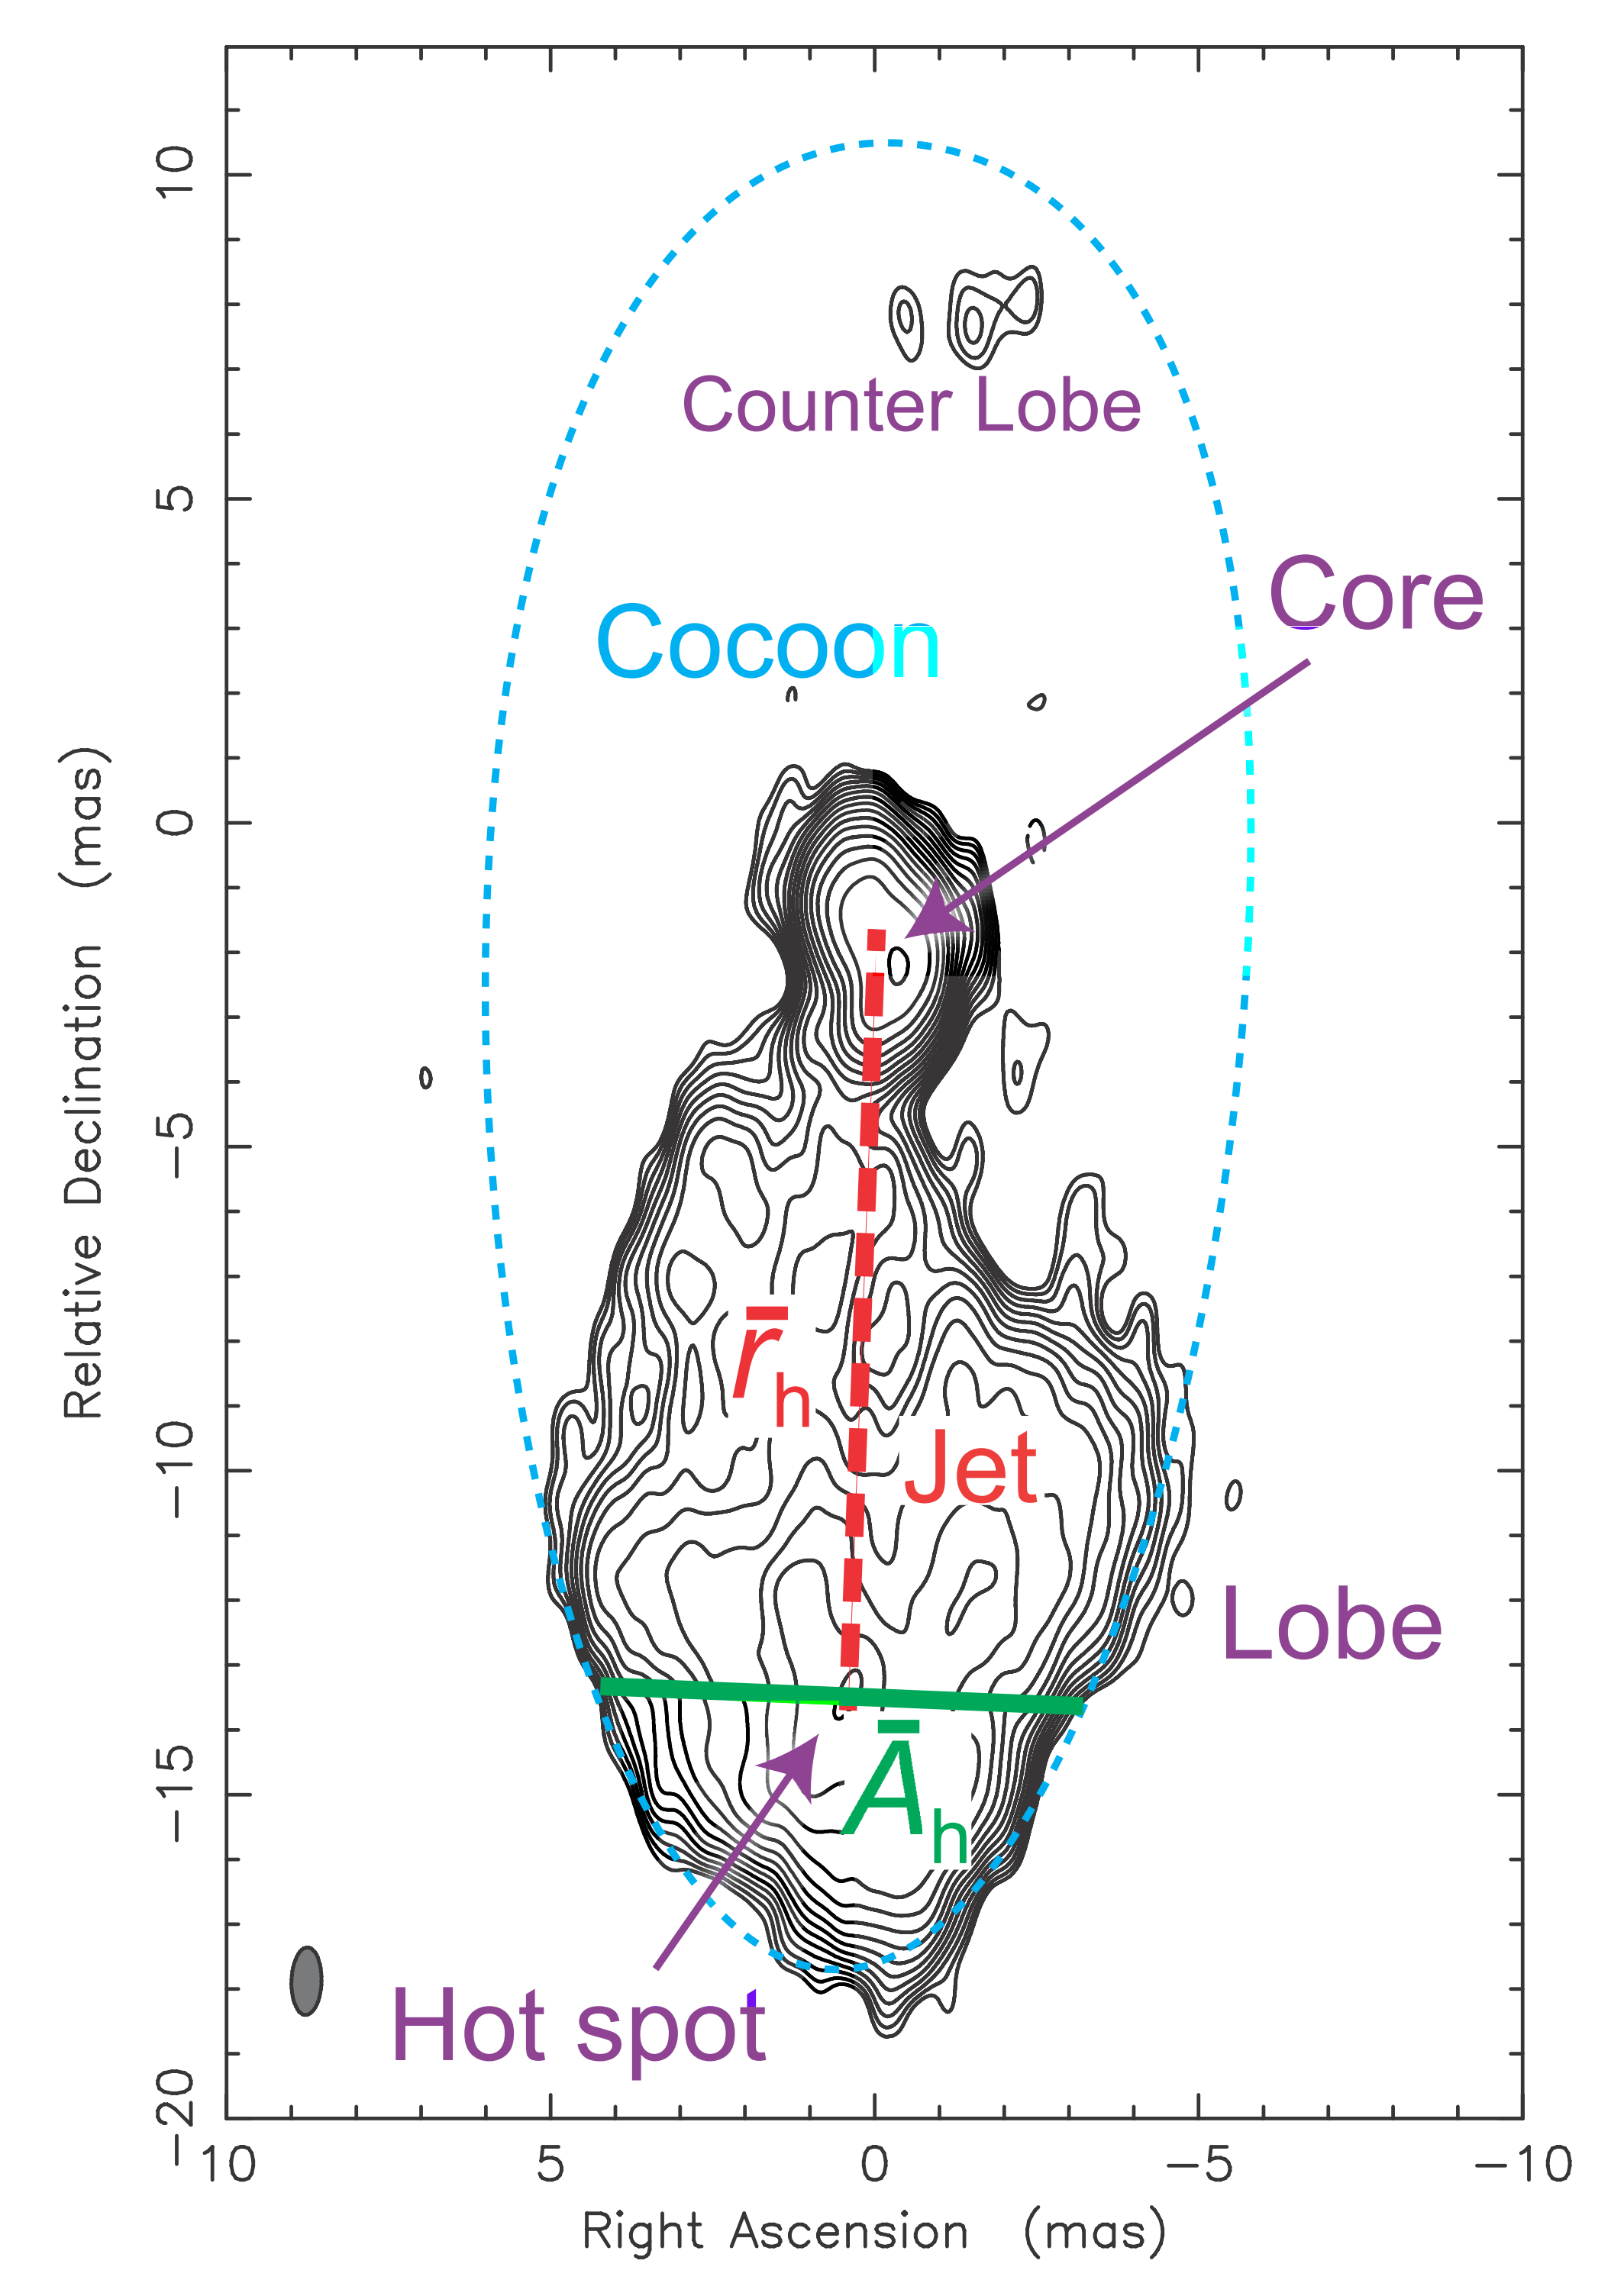 10
Counter Lobe
5
Core
Cocoon
0
Relative Declination (mas)
−5
r̄h
−10
Jet
Lobe
−15
Āh
Hot spot
−20
10 5 0 −5 −10
Right Ascension (mas)